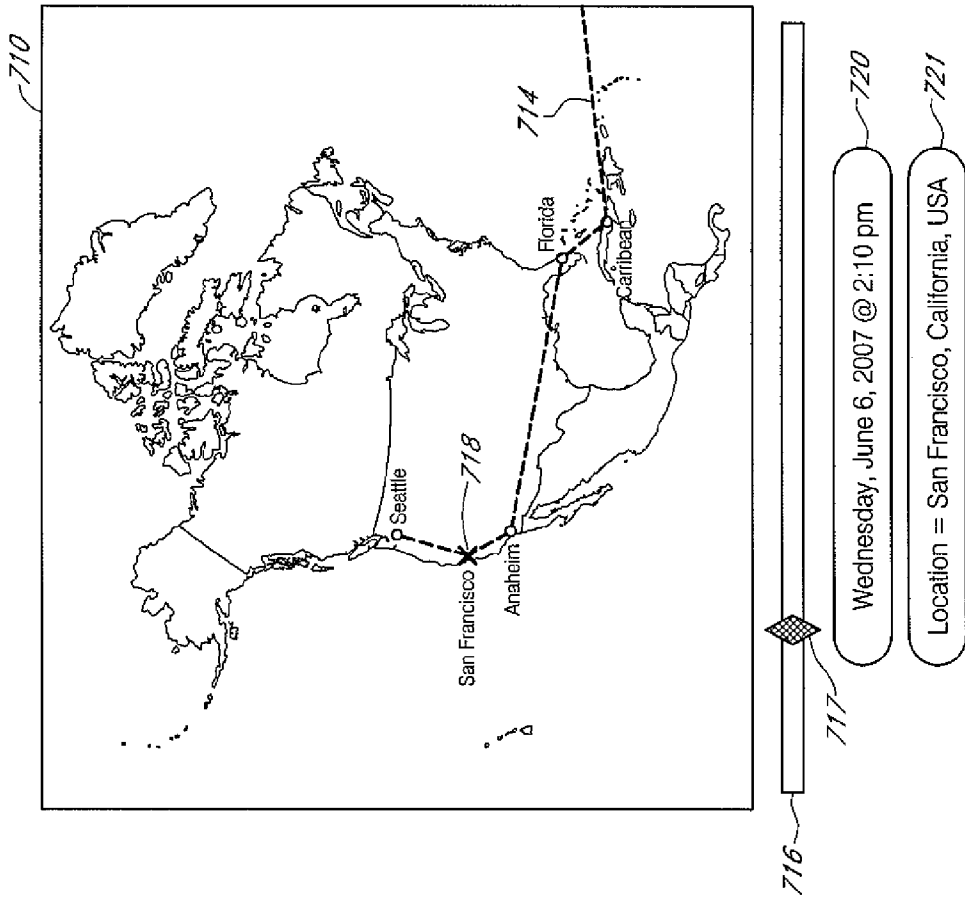 710
714
Seattle
718
San Francisco
Anaheim
Florida
Carribean
716
717
Wednesday, June 6, 2007 @ 2:10 pm
720
Location = San Francisco, California, USA
721